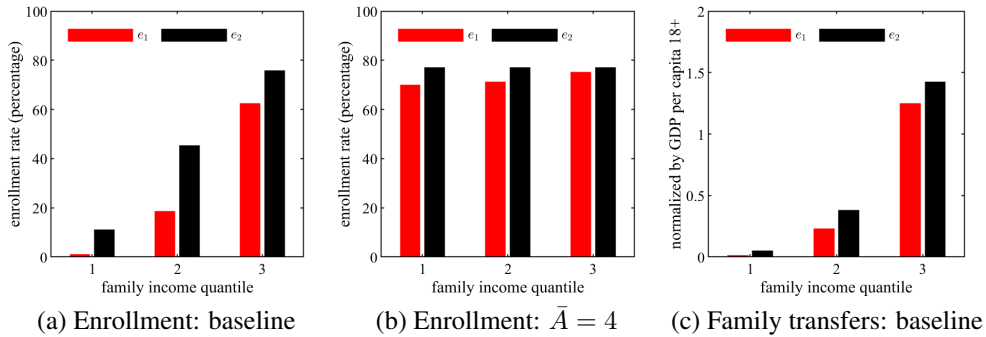 100
80
60
40
20
0
enrollment rate (percentage)
e1
e2
1
2
3
family income quantile
(a) Enrollment: baseline
100
80
60
40
20
0
enrollment rate (percentage)
e1
e2
1
2
3
family income quantile
(b) Enrollment: Ā = 4
2
1.5
1
0.5
0
normalized by GDP per capita 18+
e1
e2
1
2
3
family income quantile
(c) Family transfers: baseline